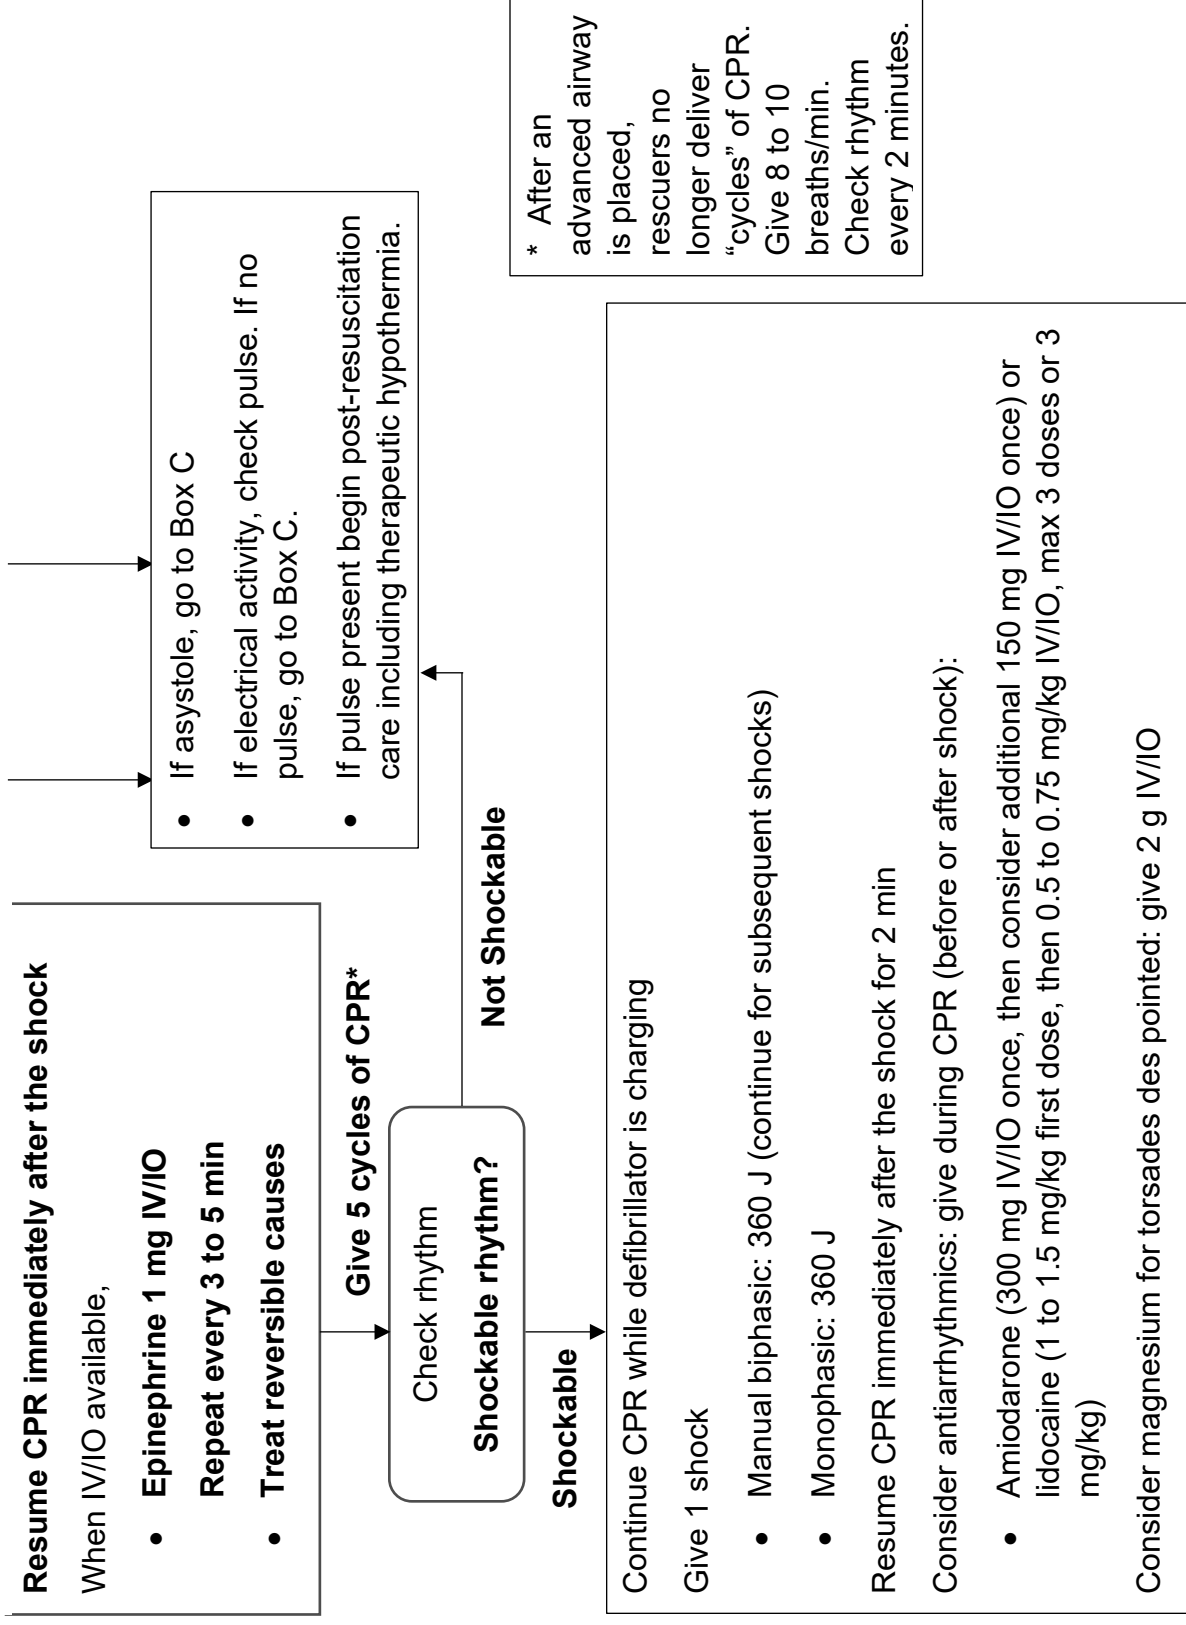 Resume CPR immediately after the shock
When IV/IO available,
● Epinephrine 1 mg IV/IO
Repeat every 3 to 5 min
● Treat reversible causes
Give 5 cycles of CPR*
Check rhythm
Shockable rhythm?
Not Shockable
● If asystole, go to Box C
● If electrical activity, check pulse. If no
pulse, go to Box C.
● If pulse present begin post-resuscitation
care including therapeutic hypothermia.
Shockable
Continue CPR while defibrillator is charging
Give 1 shock
● Manual biphasic: 360 J (continue for subsequent shocks)
● Monophasic: 360 J
Resume CPR immediately after the shock for 2 min
Consider antiarrhythmics: give during CPR (before or after shock):
● Amiodarone (300 mg IV/IO once, then consider additional 150 mg IV/IO once) or
lidocaine (1 to 1.5 mg/kg first dose, then 0.5 to 0.75 mg/kg IV/IO, max 3 doses or 3
mg/kg)
Consider magnesium for torsades des pointed: give 2 g IV/IO
* After an
advanced airway
is placed,
rescuers no
longer deliver
“cycles” of CPR.
Give 8 to 10
breaths/min.
Check rhythm
every 2 minutes.